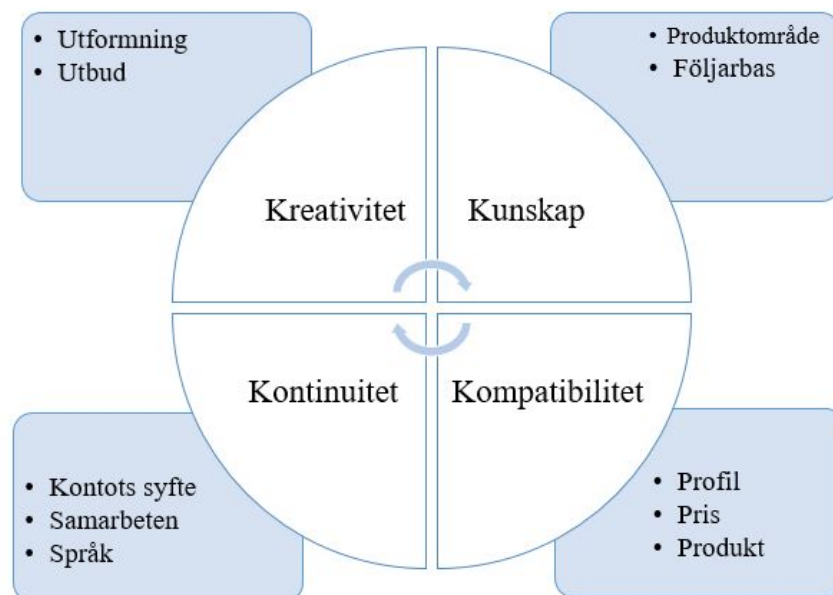 • Utformning
• Utbud
• Produktområde
• Följarbas
Kreativitet
Kunskap
Kontinuitet
Kompatibilitet
• Kontots syfte
• Samarbeten
• Språk
• Profil
• Pris
• Produkt